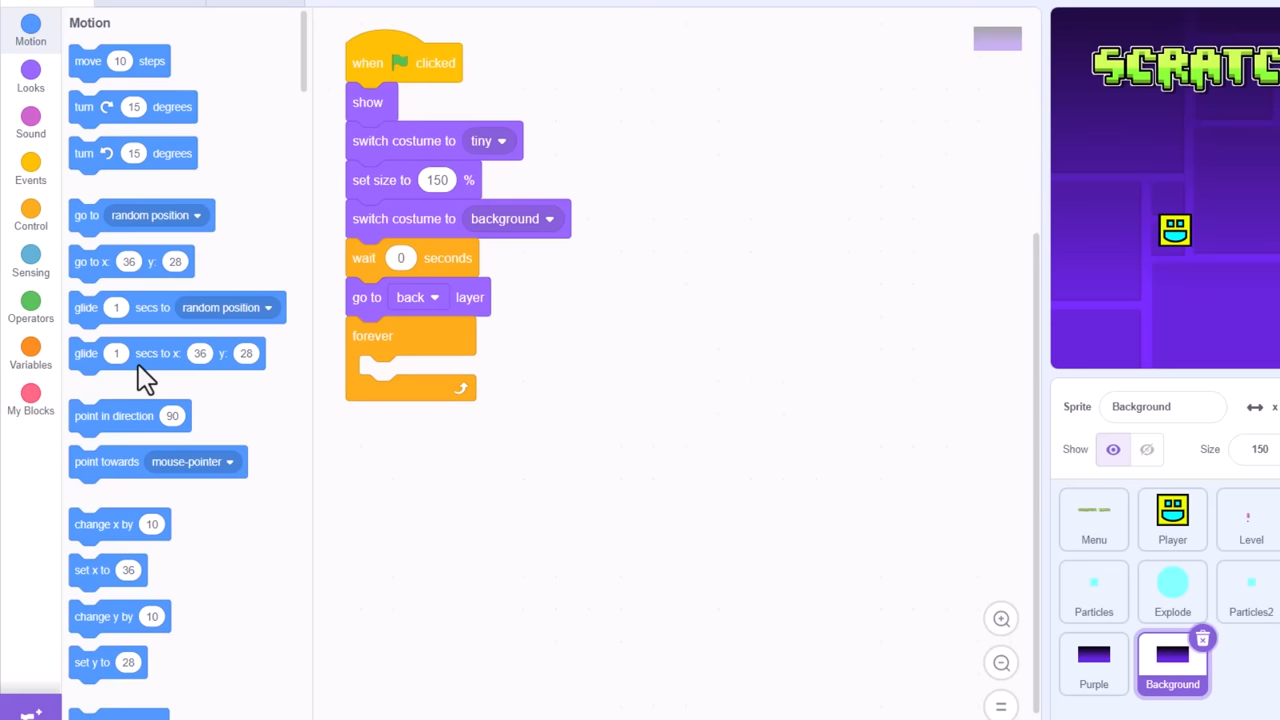 Motion
Looks
Sound
Events
Control
Sensing
Operators
Variables
My Blocks
Motion
move 10 steps
turn 15 degrees
turn 15 degrees
go to random position
go to x: 36 y: 28
glide 1 secs to random position
glide 1 secs to x: 36 y: 28
point in direction 90
point towards mouse-pointer
change x by 10
set x to 36
change y by 10
set y to 28
when clicked
show
switch costume to tiny
set size to 150 %
switch costume to background
wait 0 seconds
go to back layer
forever
SCRATC
Sprite Background x
Show Size 150
Menu Player Level
Particles Explode Particles2
Purple Background